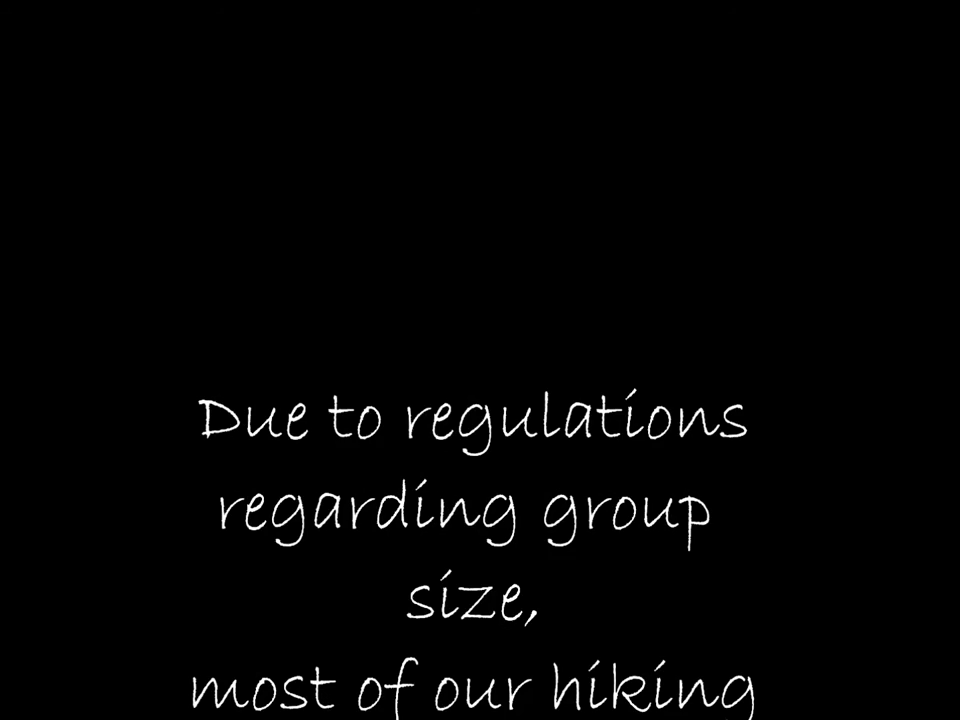 Due to regulations
regarding group
size,
most of our hiking